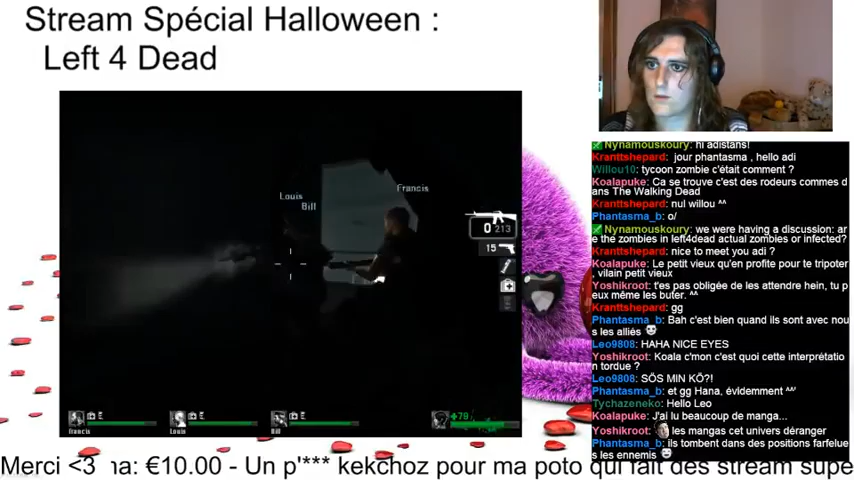 Stream Spécial Halloween :
Left 4 Dead
Louis
Bill
Francis
0 213
15
Francis
Louis
Bill
+79
Nynamouskoury: hi adistans!
Kranttshepard: jour phantasma , hello adi
Willou10: tycoon zombie c'était comment ?
Koalapuke: Ca se trouve c'est des rodeurs commes d
ans The Walking Dead
Kranttshepard: nul willou ^^
Phantasma_b: o/
Nynamouskoury: we were having a discussion: ar
e the zombies in left4dead actual zombies or infected?
Kranttshepard: nice to meet you adi ?
Koalapuke: Le petit vieux qu'en profite pour te tripoter
, vilain petit vieux
Yoshikroot: t'es pas obligée de les attendre hein, tu p
eux même les buter. ^^
Kranttshepard: gg
Phantasma_b: Bah c'est bien quand ils sont avec nou
s les alliés
Leo9808: HAHA NICE EYES
Yoshikroot: Koala c'mon c'est quoi cette interprétatio
n tordue ?
Leo9808: SÖS MIN KÖ?!
Phantasma_b: et gg Hana, évidemment ^^'
Tychazeneko: Hello Leo
Koalapuke: J'ai lu beaucoup de manga...
Yoshikroot: les mangas cet univers déranger
Phantasma_b: ils tombent dans des positions farfelue
s les ennemis
Merci <3 na: €10.00 - Un p'*** kekchoz pour ma poto qui fait des stream supe